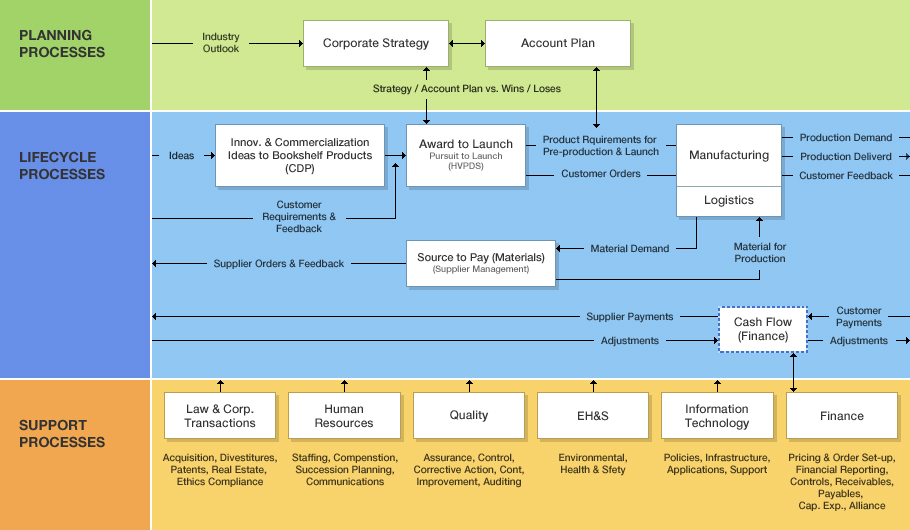 PLANNING
PROCESSES
Industry
Outlook
Corporate Strategy
Account Plan
Strategy / Account Plan vs. Wins / Loses
LIFECYCLE
PROCESSES
Ideas
Innov. & Commercialization
Ideas to Bookshelf Products
(CDP)
Award to Launch
Pursuit to Launch
(HVPDS)
Product Rquirements for
Pre-production & Launch
Customer Orders
Manufacturing
Logistics
Production Demand
Production Deliverd
Customer Feedback
Customer
Requirements &
Feedback
Supplier Orders & Feedback
Source to Pay (Materials)
(Supplier Management)
Material Demand
Material for
Production
Supplier Payments
Adjustments
Cash Flow
(Finance)
Customer
Payments
Adjustments
SUPPORT
PROCESSES
Law & Corp.
Transactions
Human
Resources
Quality
EH&S
Information
Technology
Finance
Acquisition, Divestitures,
Patents, Real Estate,
Ethics Compliance
Staffing, Compenstion,
Succession Planning,
Communications
Assurance, Control,
Corrective Action, Cont,
Improvement, Auditing
Environmental,
Health & Sfety
Policies, Infrastructure,
Applications, Support
Pricing & Order Set-up,
Financial Reporting,
Controls, Receivables,
Payables,
Cap. Exp., Alliance